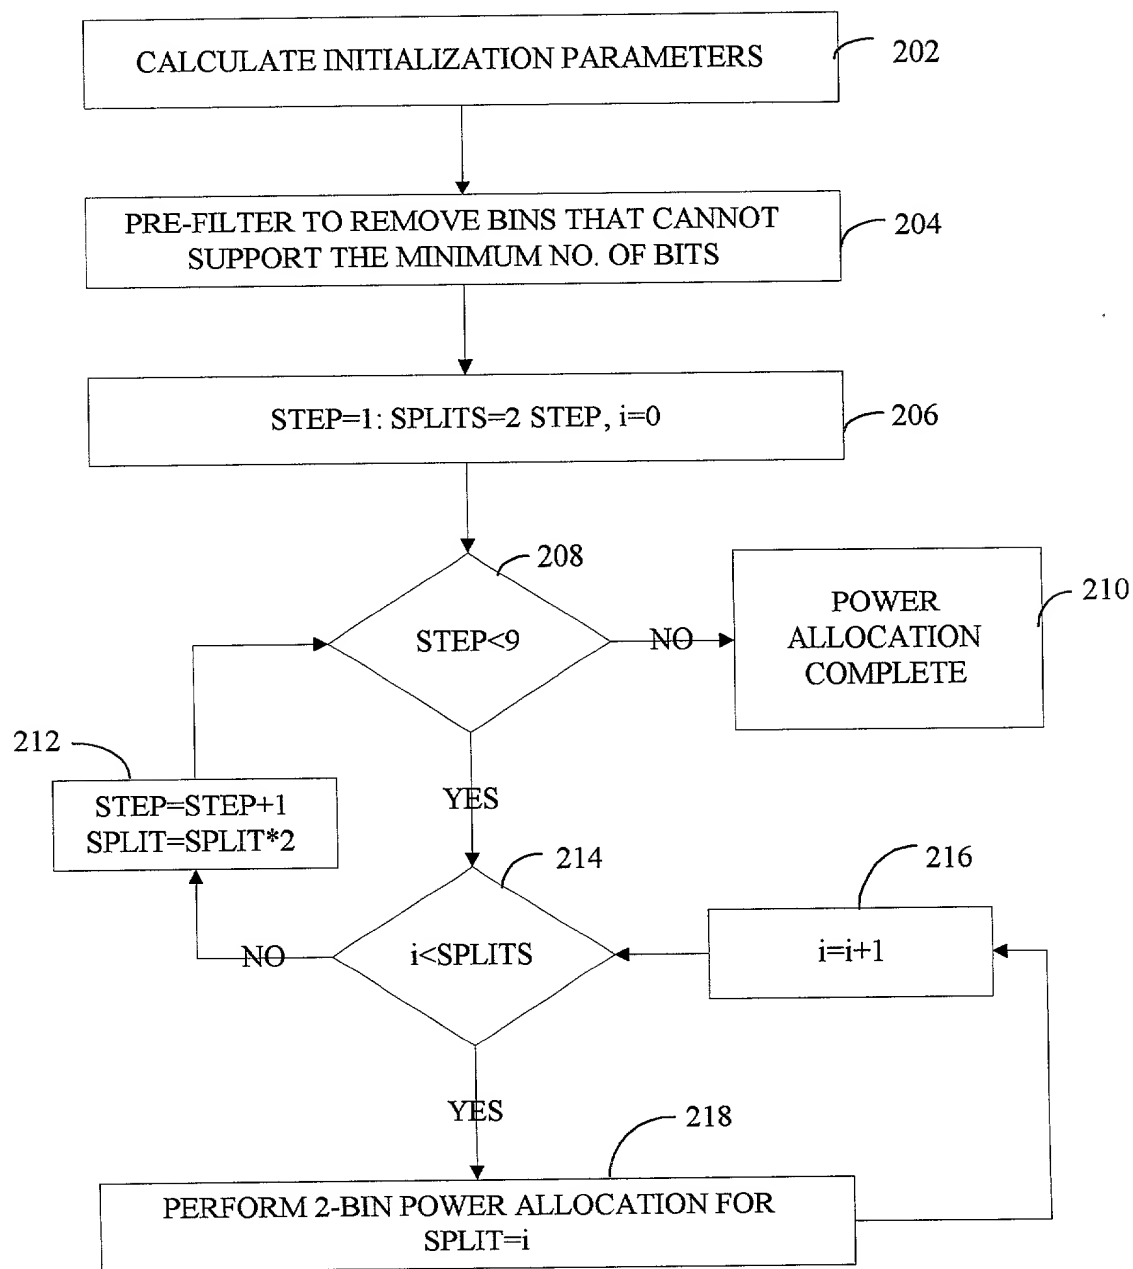 CALCULATE INITIALIZATION PARAMETERS
202
PRE-FILTER TO REMOVE BINS THAT CANNOT
SUPPORT THE MINIMUM NO. OF BITS
204
STEP=1: SPLITS=2 STEP, i=0
206
208
STEP<9
NO
POWER
ALLOCATION
COMPLETE
210
212
STEP=STEP+1
SPLIT=SPLIT*2
YES
214
i<SPLITS
NO
216
i=i+1
YES
218
PERFORM 2-BIN POWER ALLOCATION FOR
SPLIT=i